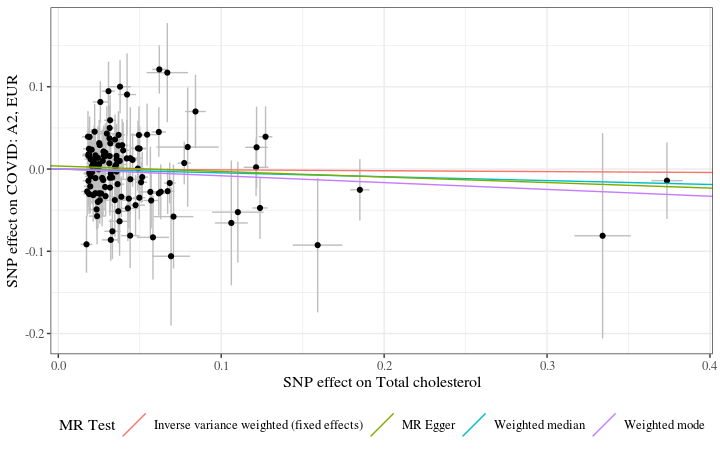 SNP effect on COVID: A2, EUR
0.1
0.0
-0.1
-0.2
0.0 0.1 0.2 0.3 0.4
SNP effect on Total cholesterol
MR Test Inverse variance weighted (fixed effects) MR Egger Weighted median Weighted mode